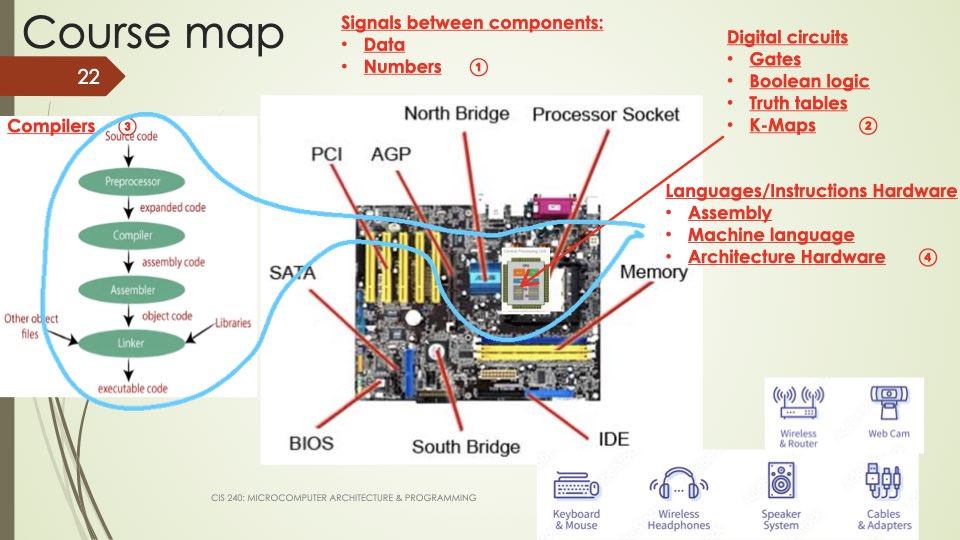 Course map
22
Signals between components:
• Data
• Numbers ①
Digital circuits
• Gates
• Boolean logic
• Truth tables
• K-Maps ②
Compilers ③
Source code
Preprocessor
expanded code
Compiler
assembly code
Assembler
object code
Other object
files
Libraries
Linker
executable code
North Bridge
Processor Socket
PCI
AGP
SATA
Memory
BIOS
South Bridge
IDE
Languages/Instructions Hardware
• Assembly
• Machine language
• Architecture Hardware ④
Wireless
& Router
Web Cam
Keyboard
& Mouse
Wireless
Headphones
Speaker
System
Cables
& Adapters
CIS 240: MICROCOMPUTER ARCHITECTURE & PROGRAMMING